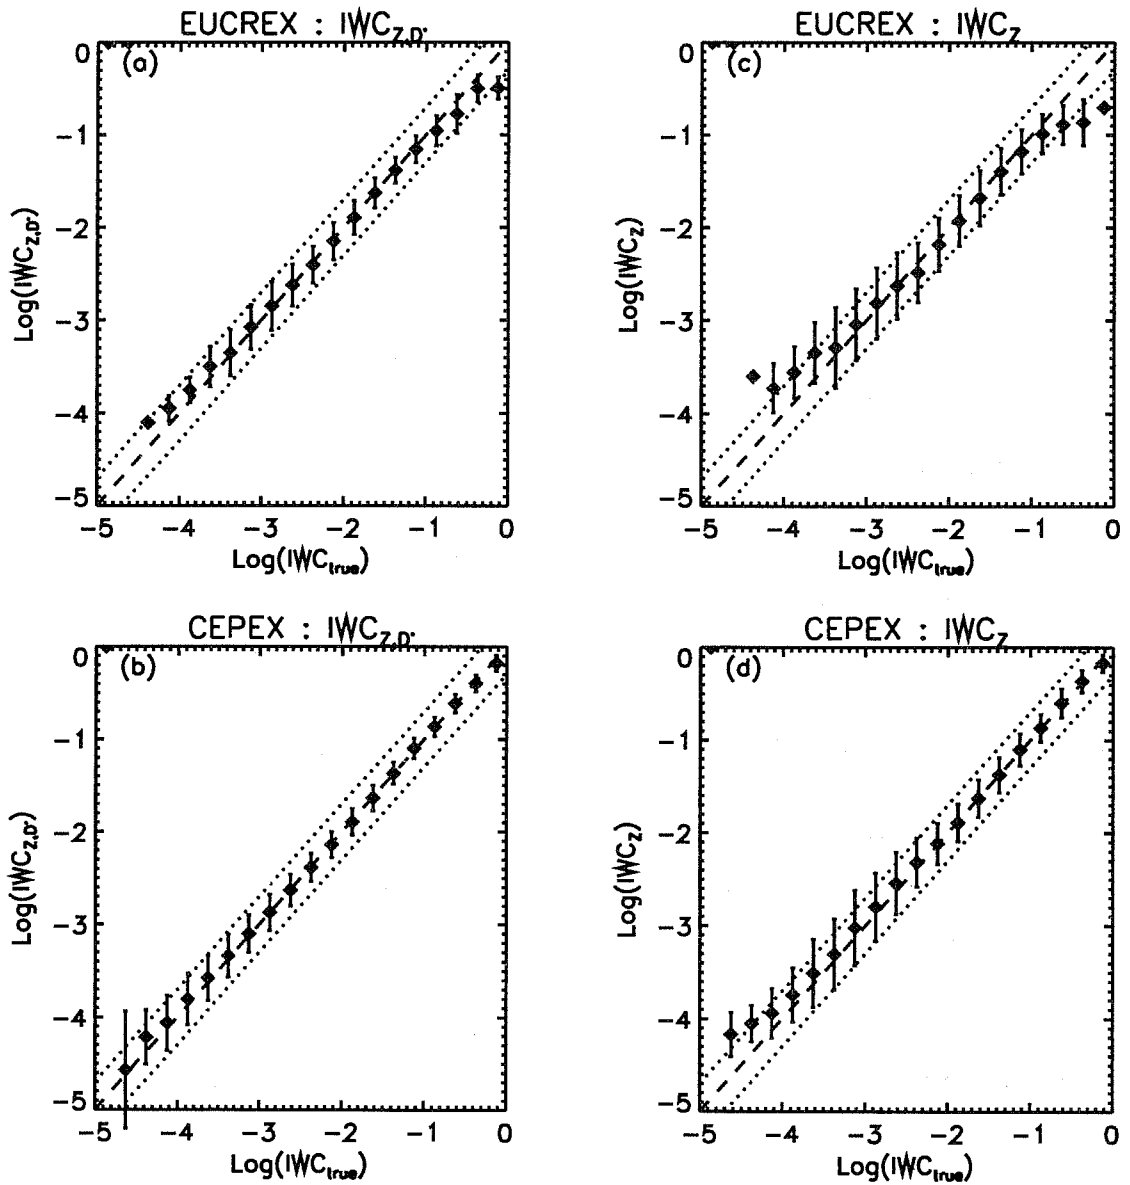 EUCREX : IWC_Z,D*
(a)
0
-1
-2
-3
-4
-5
Log(IWC_Z,D*)
-5 -4 -3 -2 -1 0
Log(IWC_true)
EUCREX : IWC_Z
(c)
0
-1
-2
-3
-4
-5
Log(IWC_Z)
-5 -4 -3 -2 -1 0
Log(IWC_true)
CEPEX : IWC_Z,D*
(b)
0
-1
-2
-3
-4
-5
Log(IWC_Z,D*)
-5 -4 -3 -2 -1 0
Log(IWC_true)
CEPEX : IWC_Z
(d)
0
-1
-2
-3
-4
-5
Log(IWC_Z)
-5 -4 -3 -2 -1 0
Log(IWC_true)